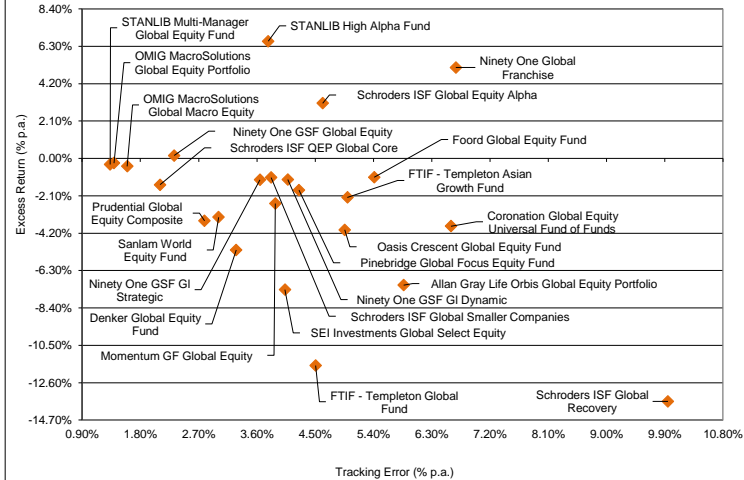 8.40%
6.30%
4.20%
2.10%
0.00%
-2.10%
-4.20%
-6.30%
-8.40%
-10.50%
-12.60%
-14.70%
Excess Return (% p.a.)
STANLIB Multi-Manager
Global Equity Fund
STANLIB High Alpha Fund
OMIG MacroSolutions
Global Equity Portfolio
Ninety One Global
Franchise
OMIG MacroSolutions
Global Macro Equity
Schroders ISF Global Equity Alpha
Ninety One GSF Global Equity
Schroders ISF QEP Global Core
Foord Global Equity Fund
FTIF - Templeton Asian
Growth Fund
Prudential Global
Equity Composite
Coronation Global Equity
Universal Fund of Funds
Sanlam World
Equity Fund
Oasis Crescent Global Equity Fund
Pinebridge Global Focus Equity Fund
Ninety One GSF GI
Strategic
Allan Gray Life Orbis Global Equity Portfolio
Ninety One GSF GI Dynamic
Denker Global Equity
Fund
Schroders ISF Global Smaller Companies
SEI Investments Global Select Equity
Momentum GF Global Equity
FTIF - Templeton Global
Fund
Schroders ISF Global
Recovery
0.90% 1.80% 2.70% 3.60% 4.50% 5.40% 6.30% 7.20% 8.10% 9.00% 9.90% 10.80%
Tracking Error (% p.a.)